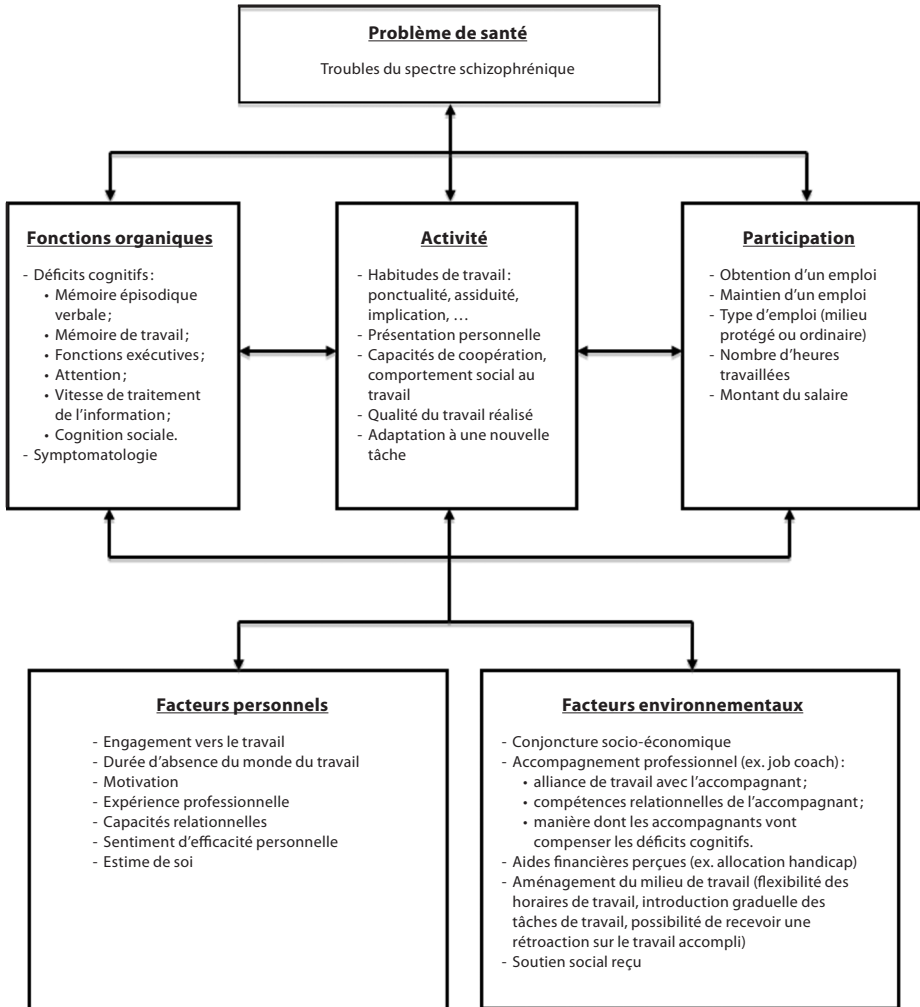 Problème de santé
Troubles du spectre schizophrénique
Fonctions organiques
- Déficits cognitifs :
• Mémoire épisodique
verbale ;
• Mémoire de travail ;
• Fonctions exécutives ;
• Attention ;
• Vitesse de traitement
de l’information ;
• Cognition sociale.
- Symptomatologie
Activité
- Habitudes de travail :
ponctualité, assiduité,
implication, …
- Présentation personnelle
- Capacités de coopération,
comportement social au
travail
- Qualité du travail réalisé
- Adaptation à une nouvelle
tâche
Participation
- Obtention d’un emploi
- Maintien d’un emploi
- Type d’emploi (milieu
protégé ou ordinaire)
- Nombre d’heures
travaillées
- Montant du salaire
Facteurs personnels
- Engagement vers le travail
- Durée d’absence du monde du travail
- Motivation
- Expérience professionnelle
- Capacités relationnelles
- Sentiment d’efficacité personnelle
- Estime de soi
Facteurs environnementaux
- Conjoncture socio-économique
- Accompagnement professionnel (ex. job coach) :
• alliance de travail avec l’accompagnant ;
• compétences relationnelles de l’accompagnant ;
• manière dont les accompagnants vont
compenser les déficits cognitifs.
- Aides financières perçues (ex. allocation handicap)
- Aménagement du milieu de travail (flexibilité des
horaires de travail, introduction graduelle des
tâches de travail, possibilité de recevoir une
rétroaction sur le travail accompli)
- Soutien social reçu